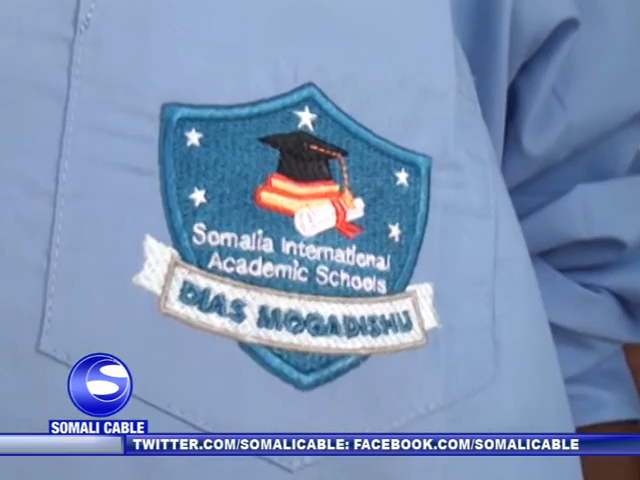 Somalia International
Academic Schools
DIAS MOGADISHU
SOMALI CABLE
TWITTER.COM/SOMALICABLE: FACEBOOK.COM/SOMALICABLE